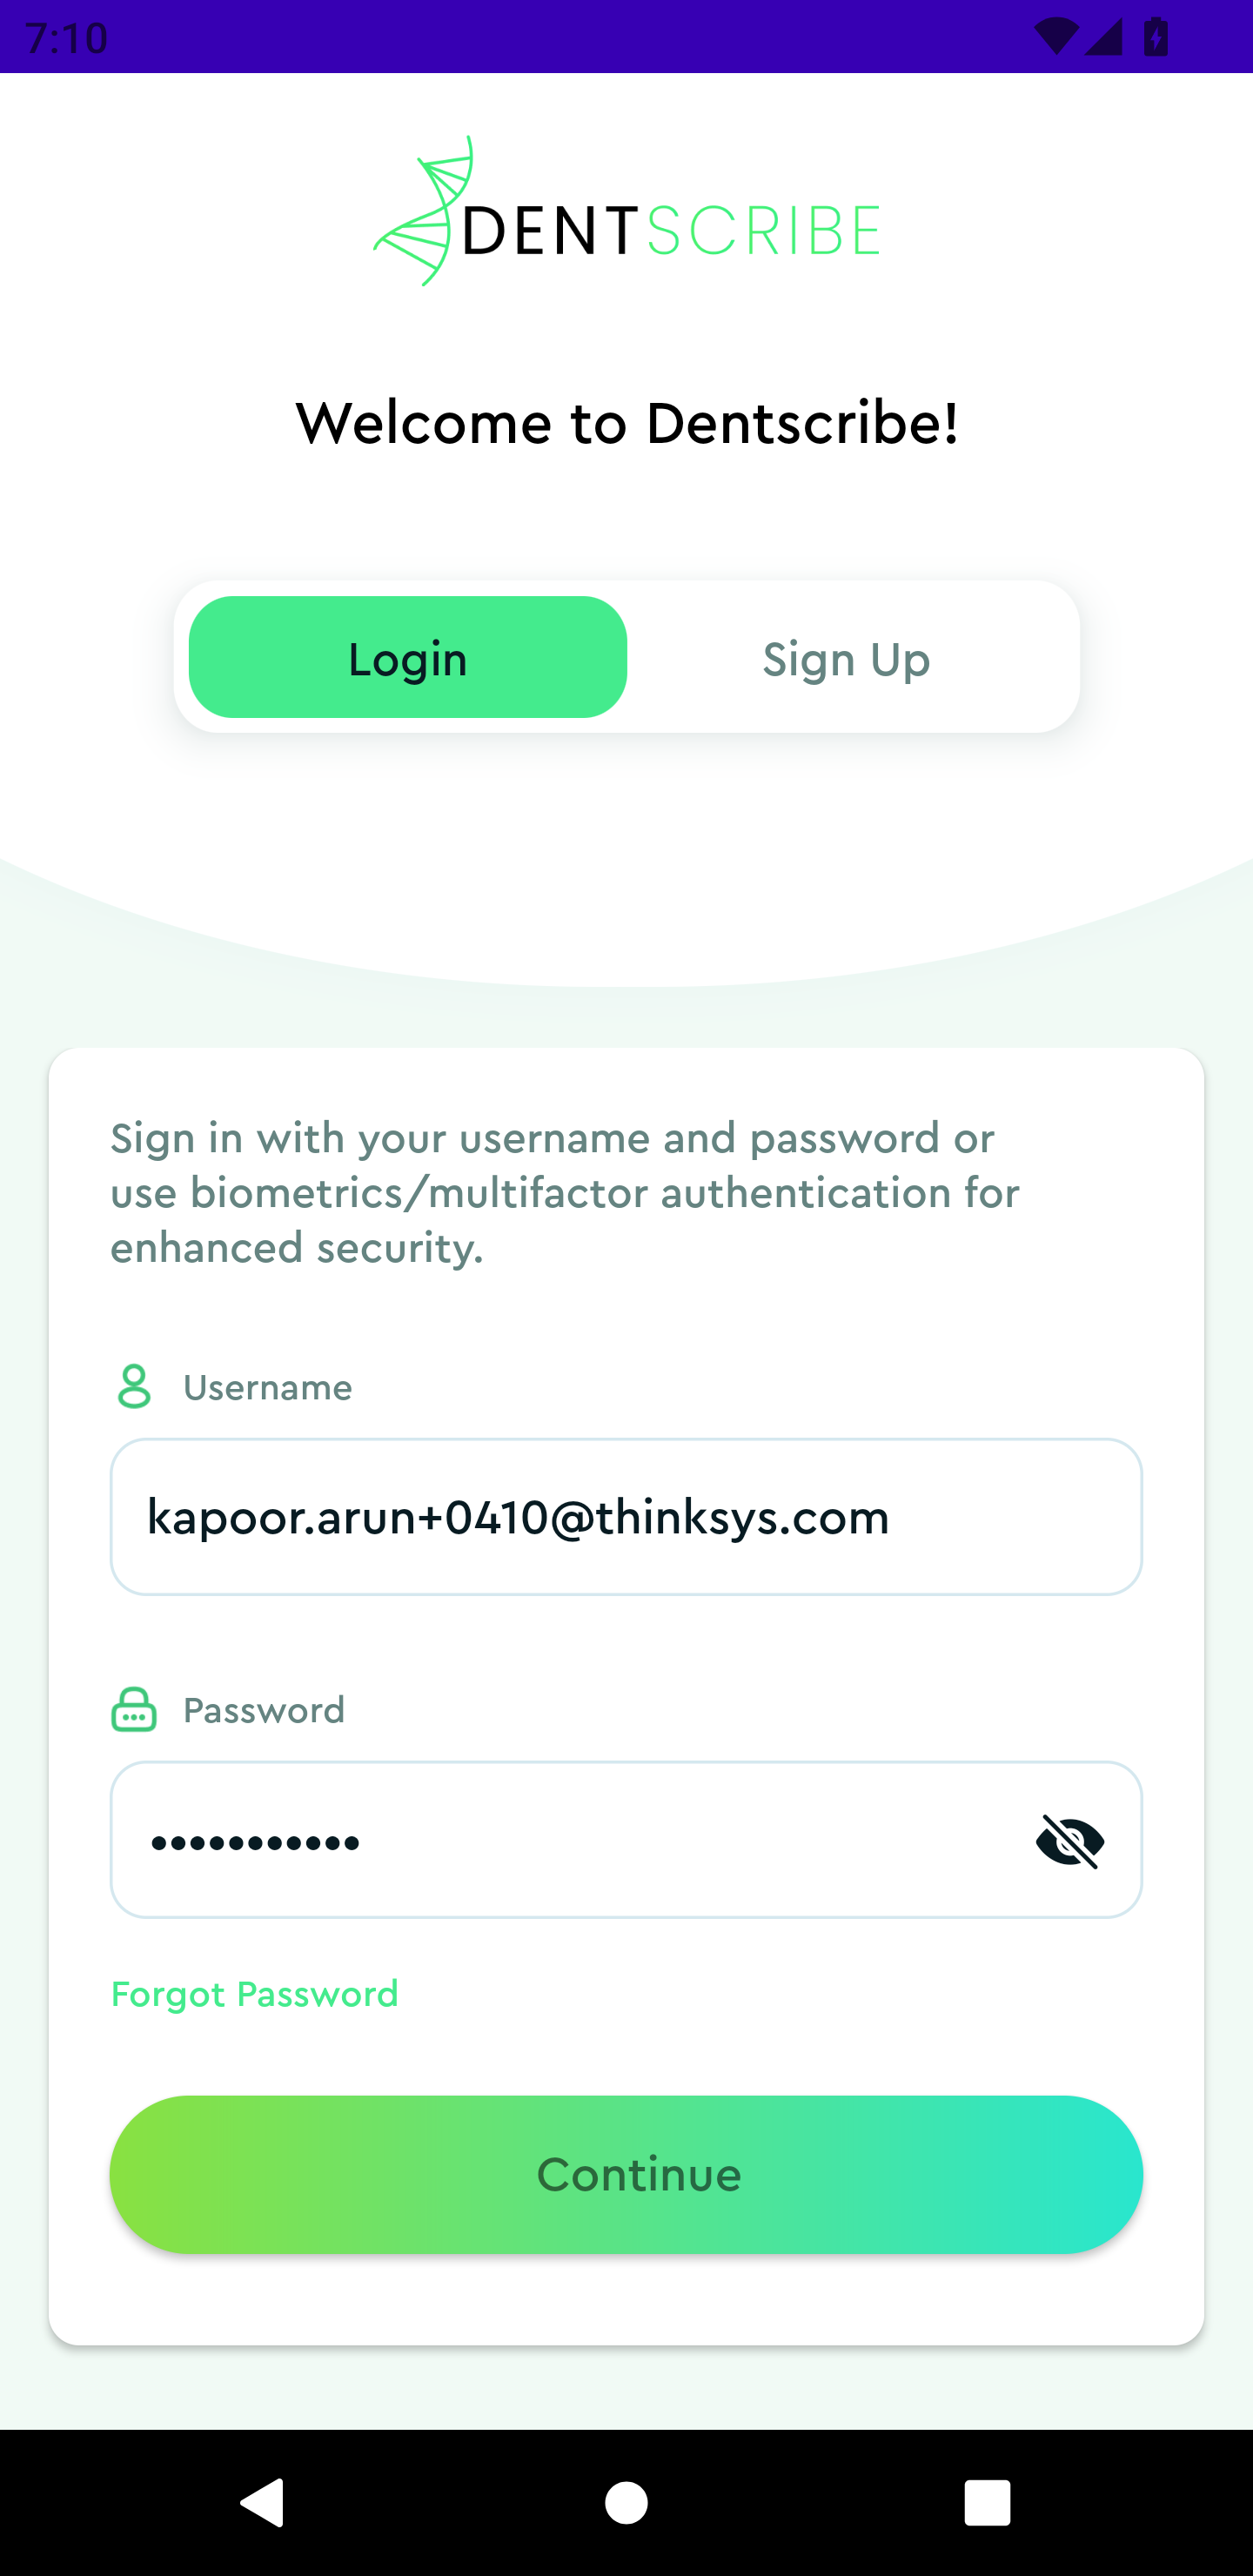 7:10
DENTSCRIBE
Welcome to Dentscribe!
Login
Sign Up
Sign in with your username and password or
use biometrics/multifactor authentication for
enhanced security.
Username
kapoor.arun+0410@thinksys.com
Password
•••••••••••
Forgot Password
Continue